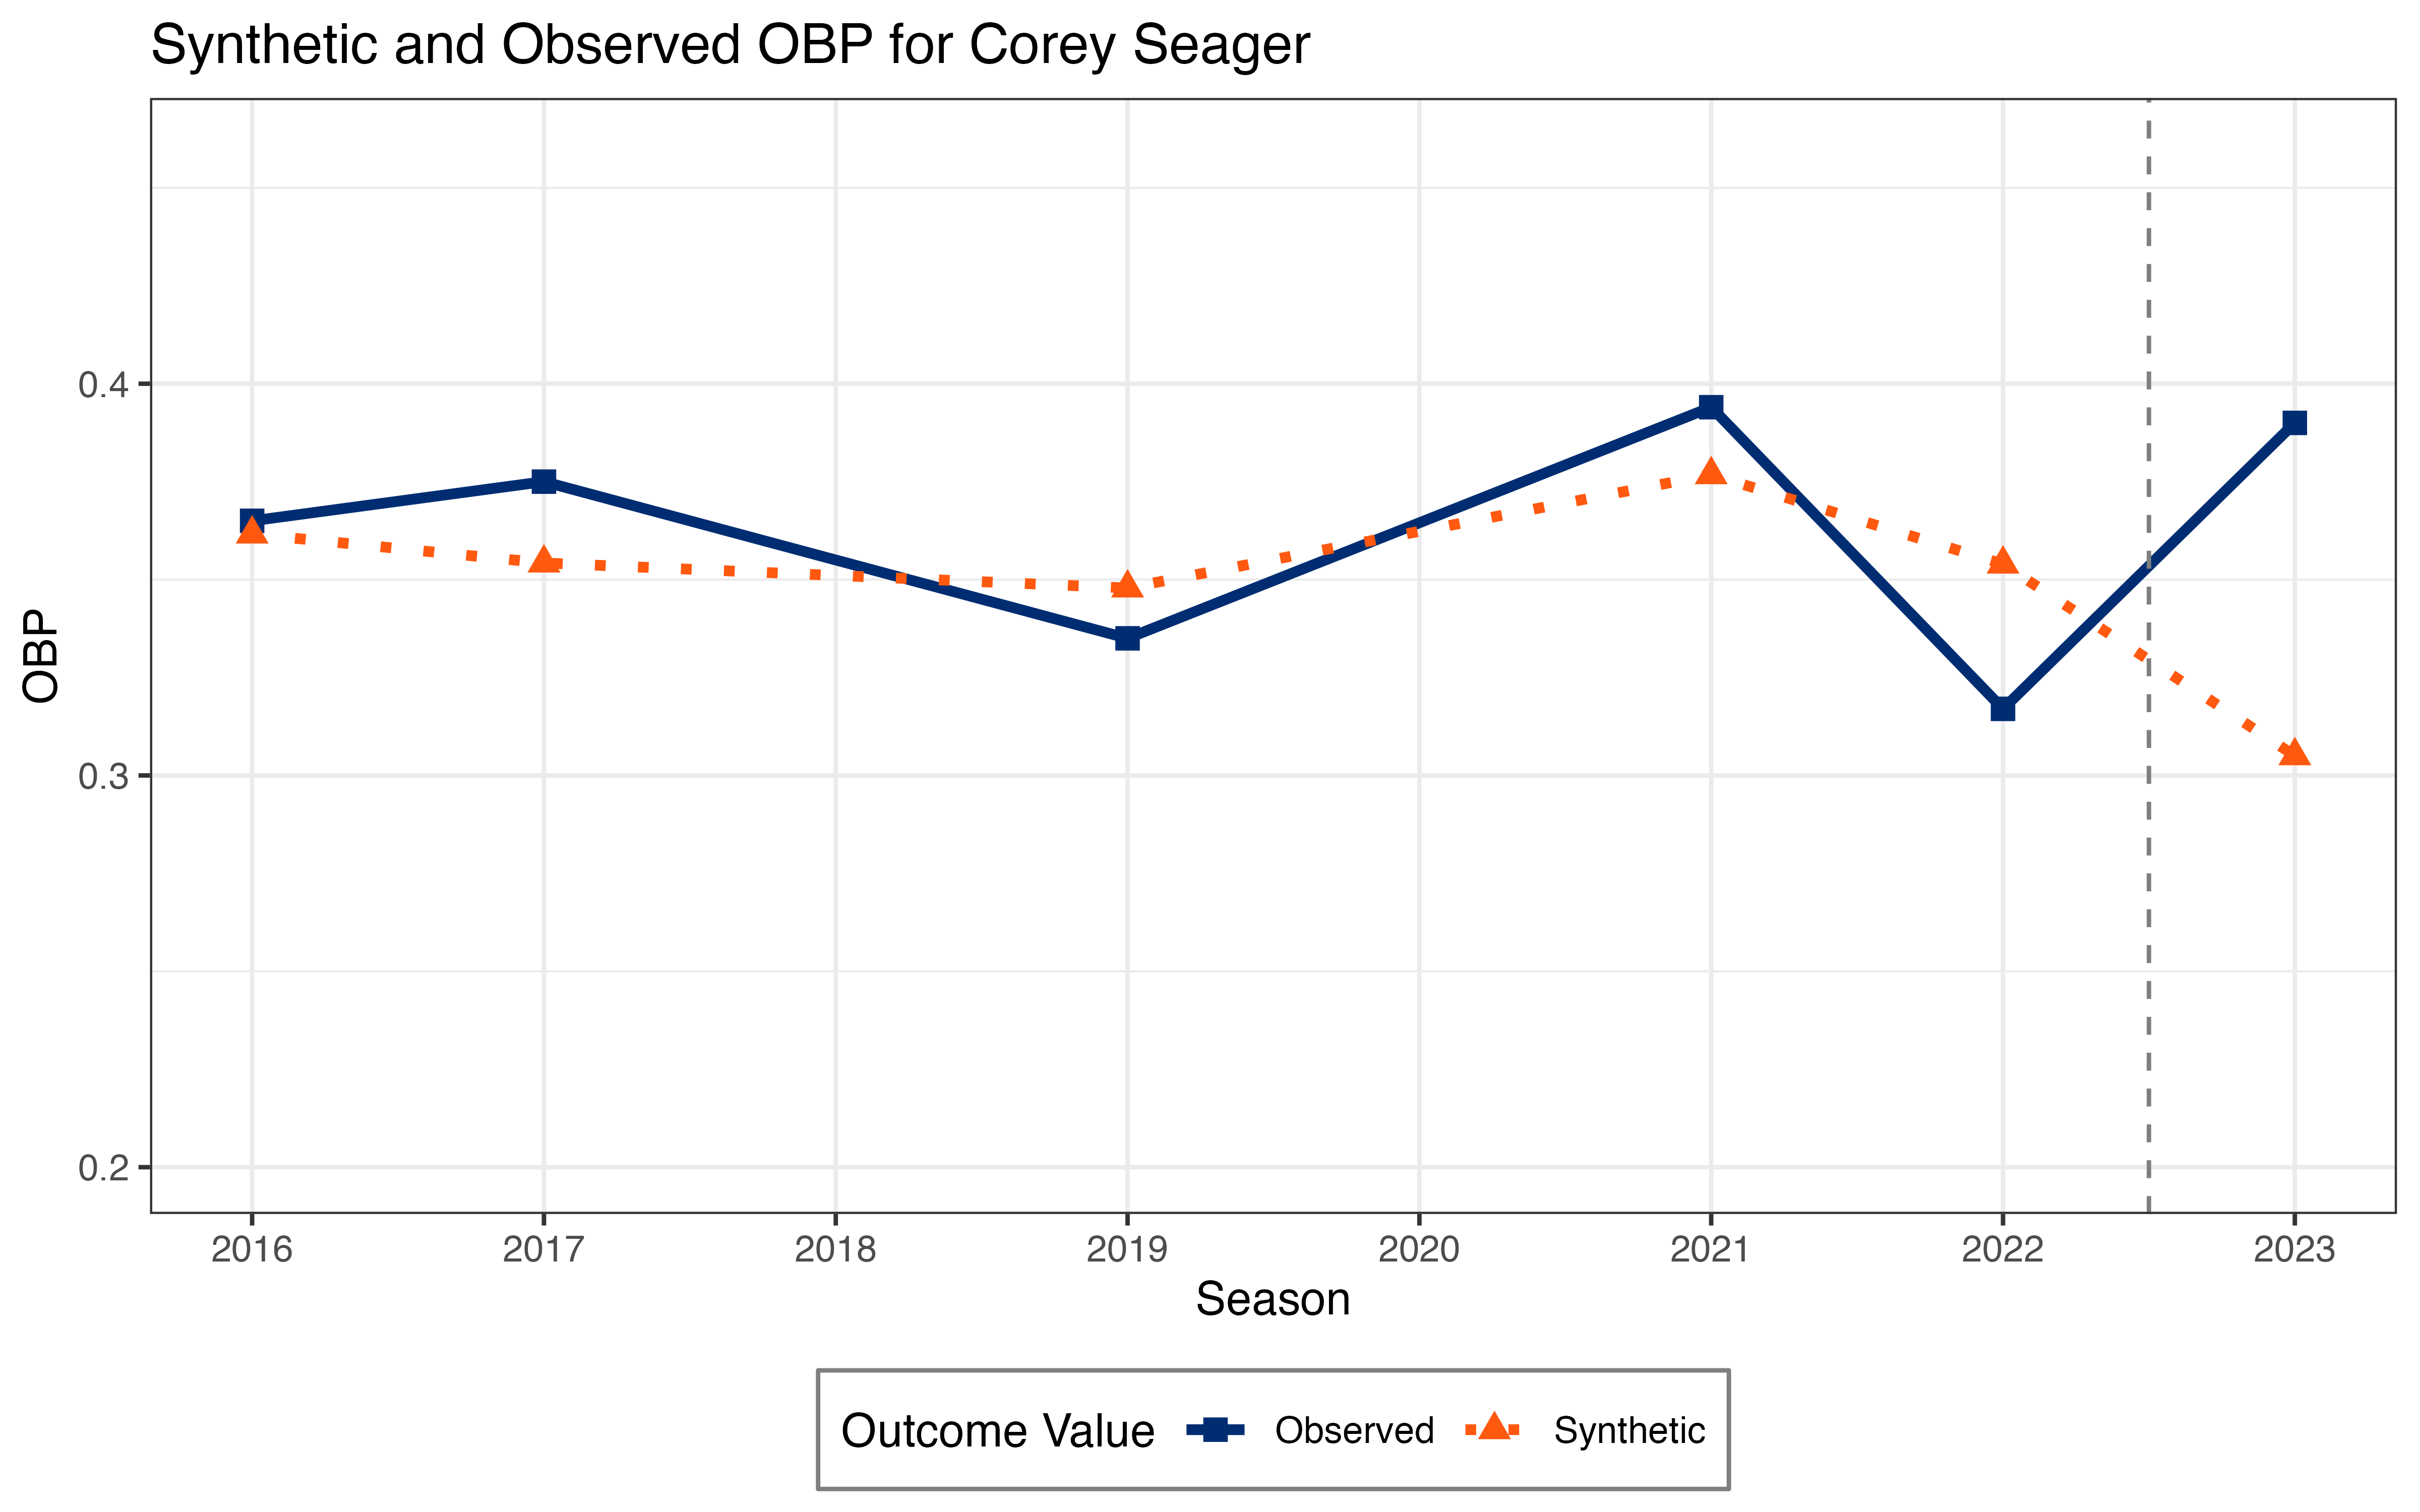 Synthetic and Observed OBP for Corey Seager
OBP
0.4
0.3
0.2
2016 2017 2018 2019 2020 2021 2022 2023
Season
Outcome Value Observed Synthetic